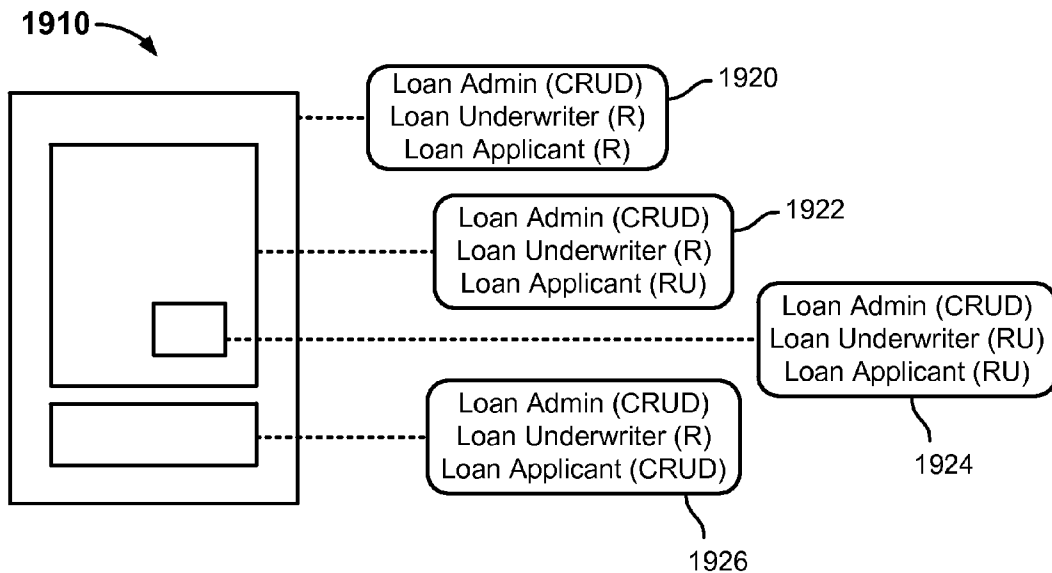 1910
Loan Admin (CRUD)
Loan Underwriter (R)
Loan Applicant (R)
1920
Loan Admin (CRUD)
Loan Underwriter (R)
Loan Applicant (RU)
1922
Loan Admin (CRUD)
Loan Underwriter (RU)
Loan Applicant (RU)
1924
Loan Admin (CRUD)
Loan Underwriter (R)
Loan Applicant (CRUD)
1926